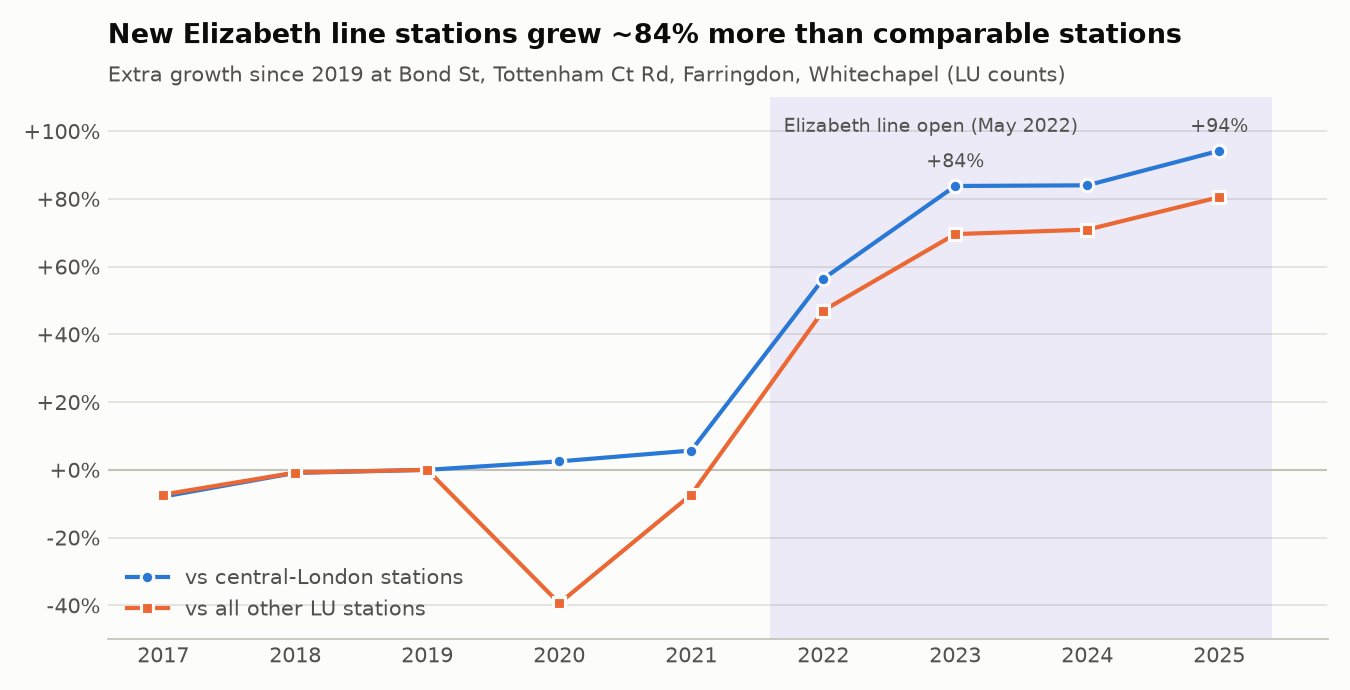 New Elizabeth line stations grew ~84% more than comparable stations
Extra growth since 2019 at Bond St, Tottenham Ct Rd, Farringdon, Whitechapel (LU counts)
+100%
+80%
+60%
+40%
+20%
+0%
-20%
-40%
Elizabeth line open (May 2022)
+84%
+94%
vs central-London stations
vs all other LU stations
2017 2018 2019 2020 2021 2022 2023 2024 2025